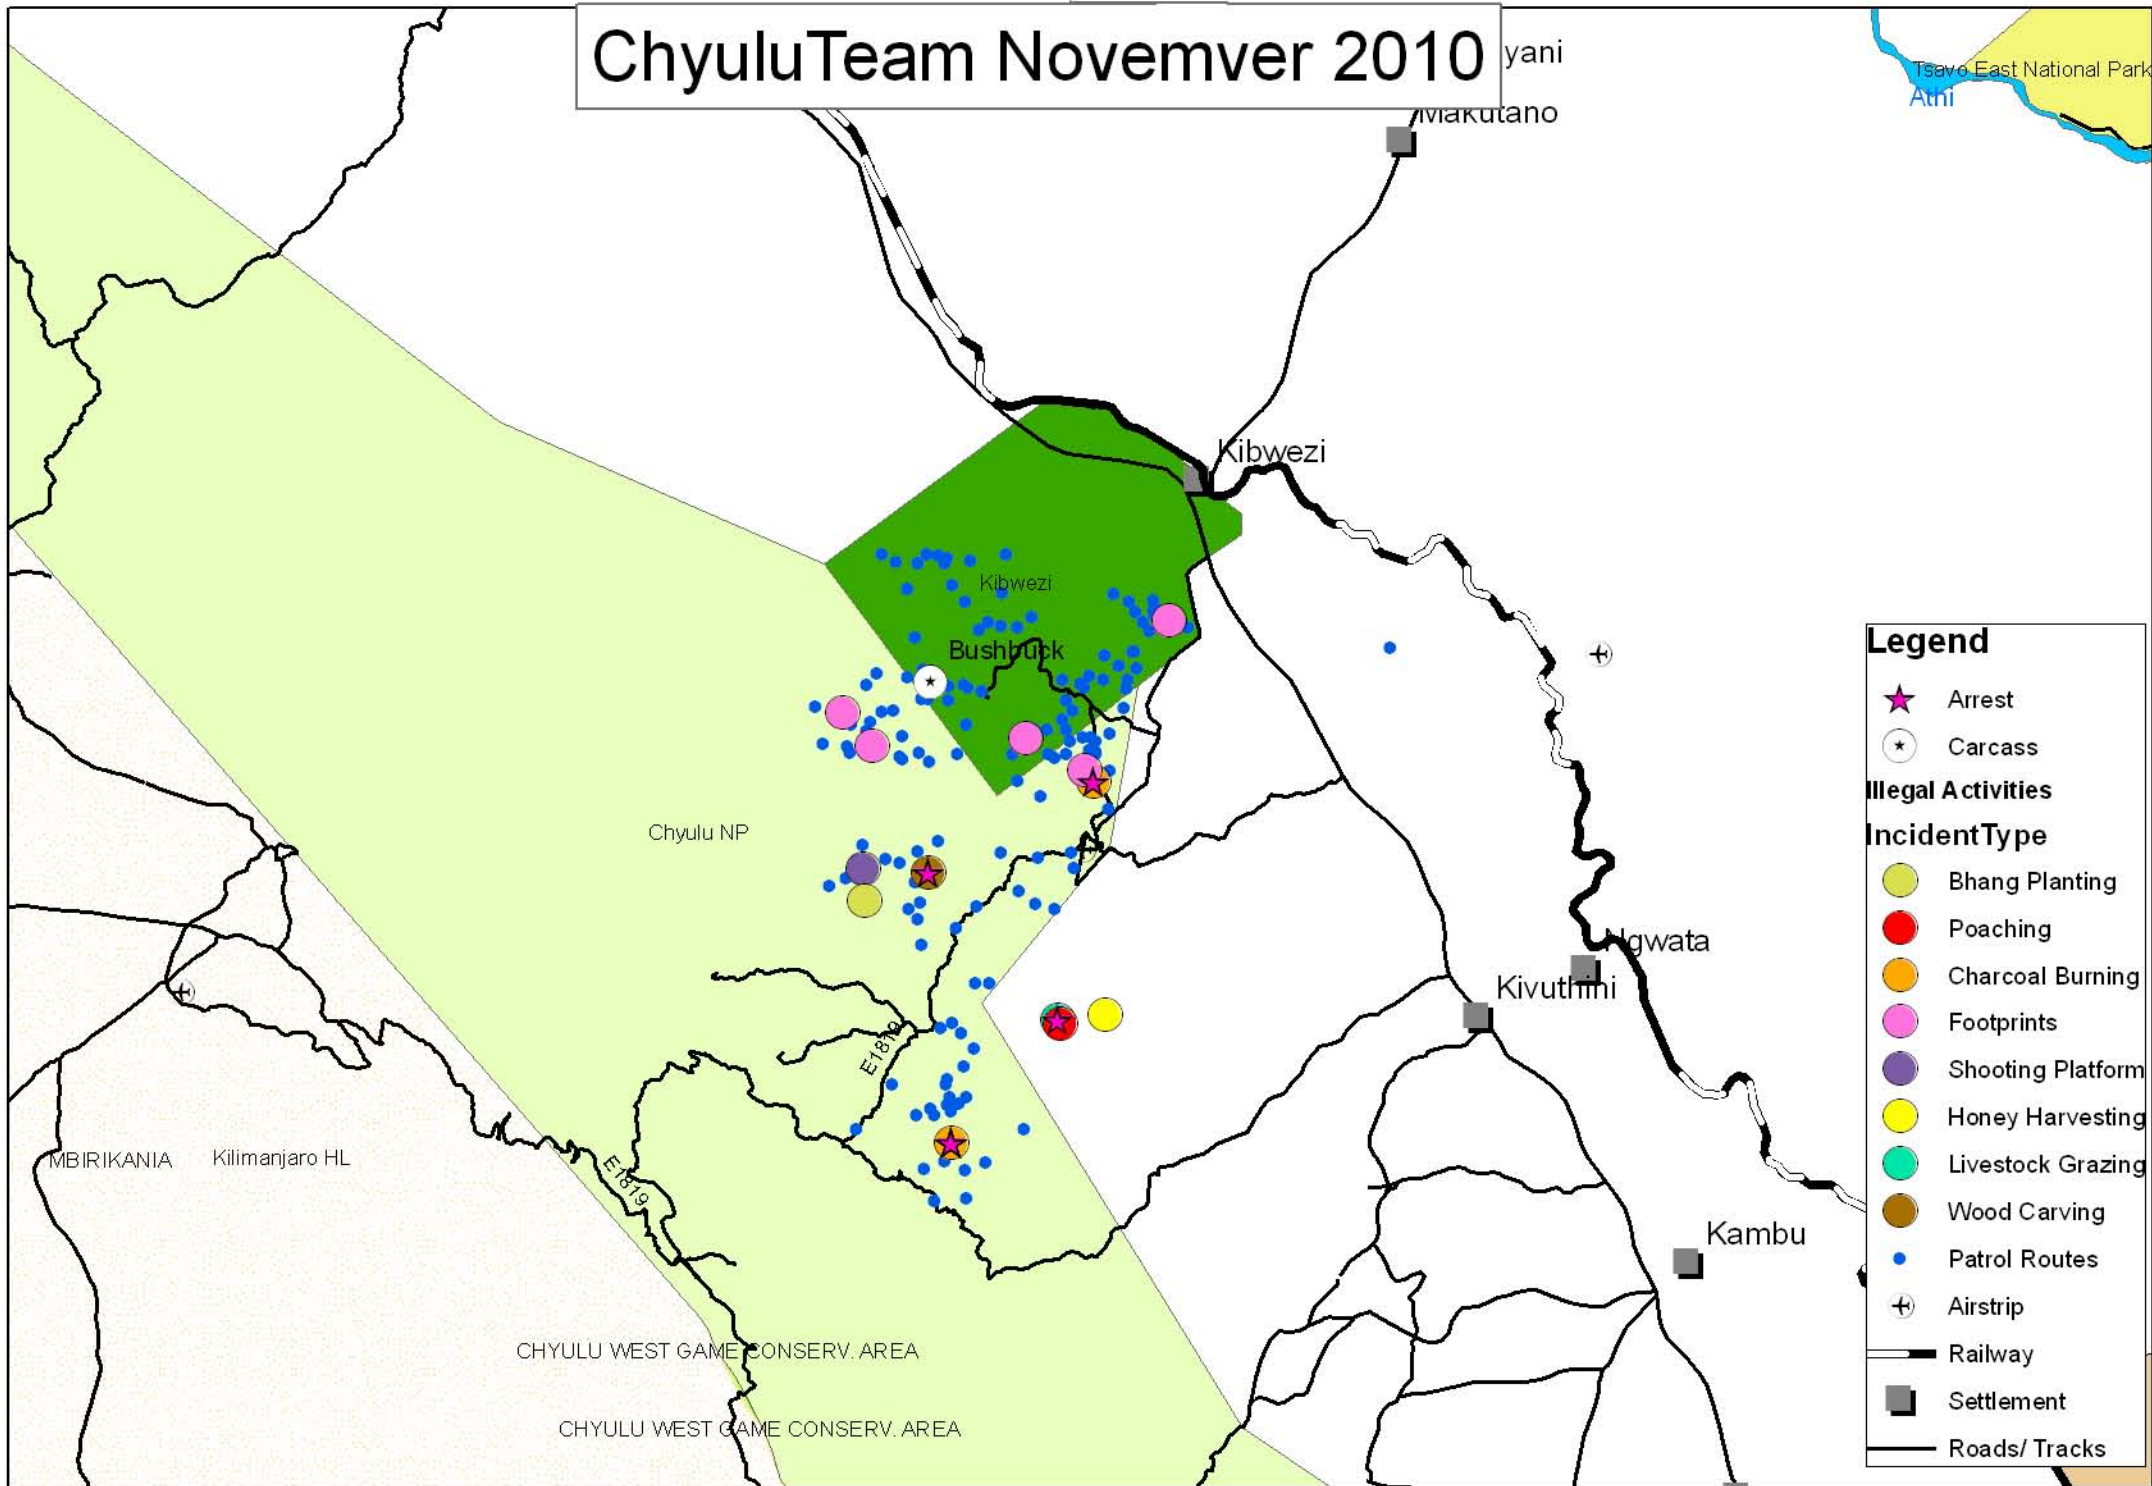 ChyuluTeam Novemver 2010
yani
Makutano
Tsavo East National Park
Athi
Kibwezi
Kibwezi
Bushbuck
Chyulu NP
Ngwata
Kivuthini
E1819
MBIRIKANIA
Kilimanjaro HL
E1819
Kambu
CHYULU WEST GAME CONSERV. AREA
CHYULU WEST GAME CONSERV. AREA
Legend
Arrest
Carcass
Illegal Activities
IncidentType
Bhang Planting
Poaching
Charcoal Burning
Footprints
Shooting Platform
Honey Harvesting
Livestock Grazing
Wood Carving
Patrol Routes
Airstrip
Railway
Settlement
Roads/ Tracks